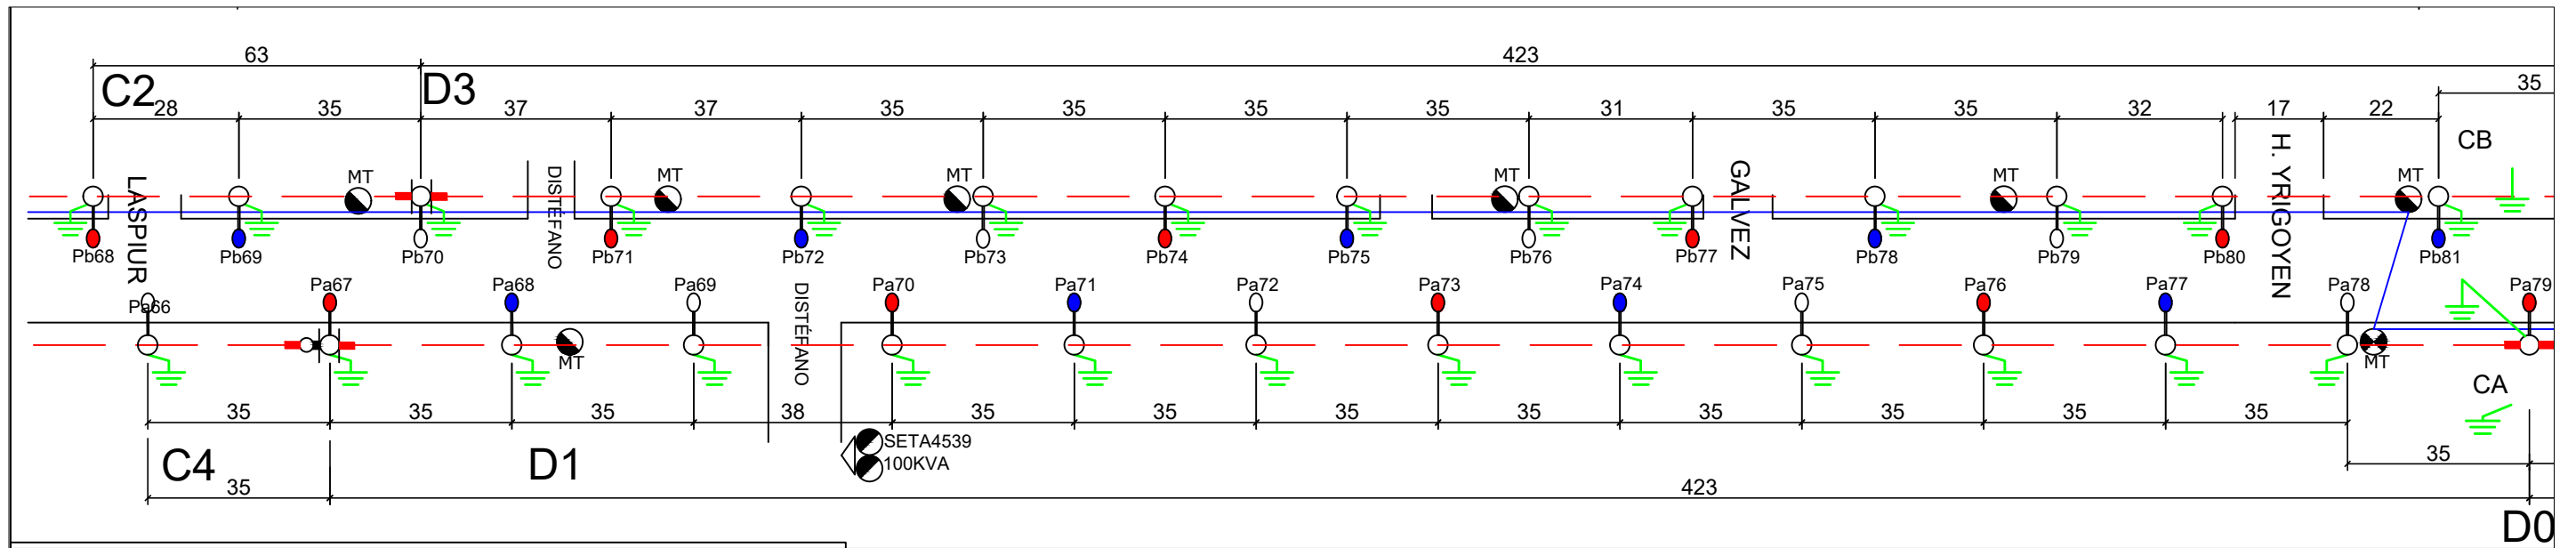 63 423
C2 D3 35
28 35 37 37 35 35 35 35 31 35 35 32 17 22
CB
MT MT MT MT MT MT
LASPIUR
DISTÉFANO
GALVEZ
H. YRIGOYEN
Pb68 Pb69 Pb70 Pb71 Pb72 Pb73 Pb74 Pb75 Pb76 Pb77 Pb78 Pb79 Pb80 Pb81
Pa66 Pa67 Pa68 Pa69 Pa70 Pa71 Pa72 Pa73 Pa74 Pa75 Pa76 Pa77 Pa78 Pa79
DISTÉFANO
MT MT
CA
35 35 35 38 35 35 35 35 35 35 35 35
SETA4539
100KVA
C4 D1 35
35 423
D0